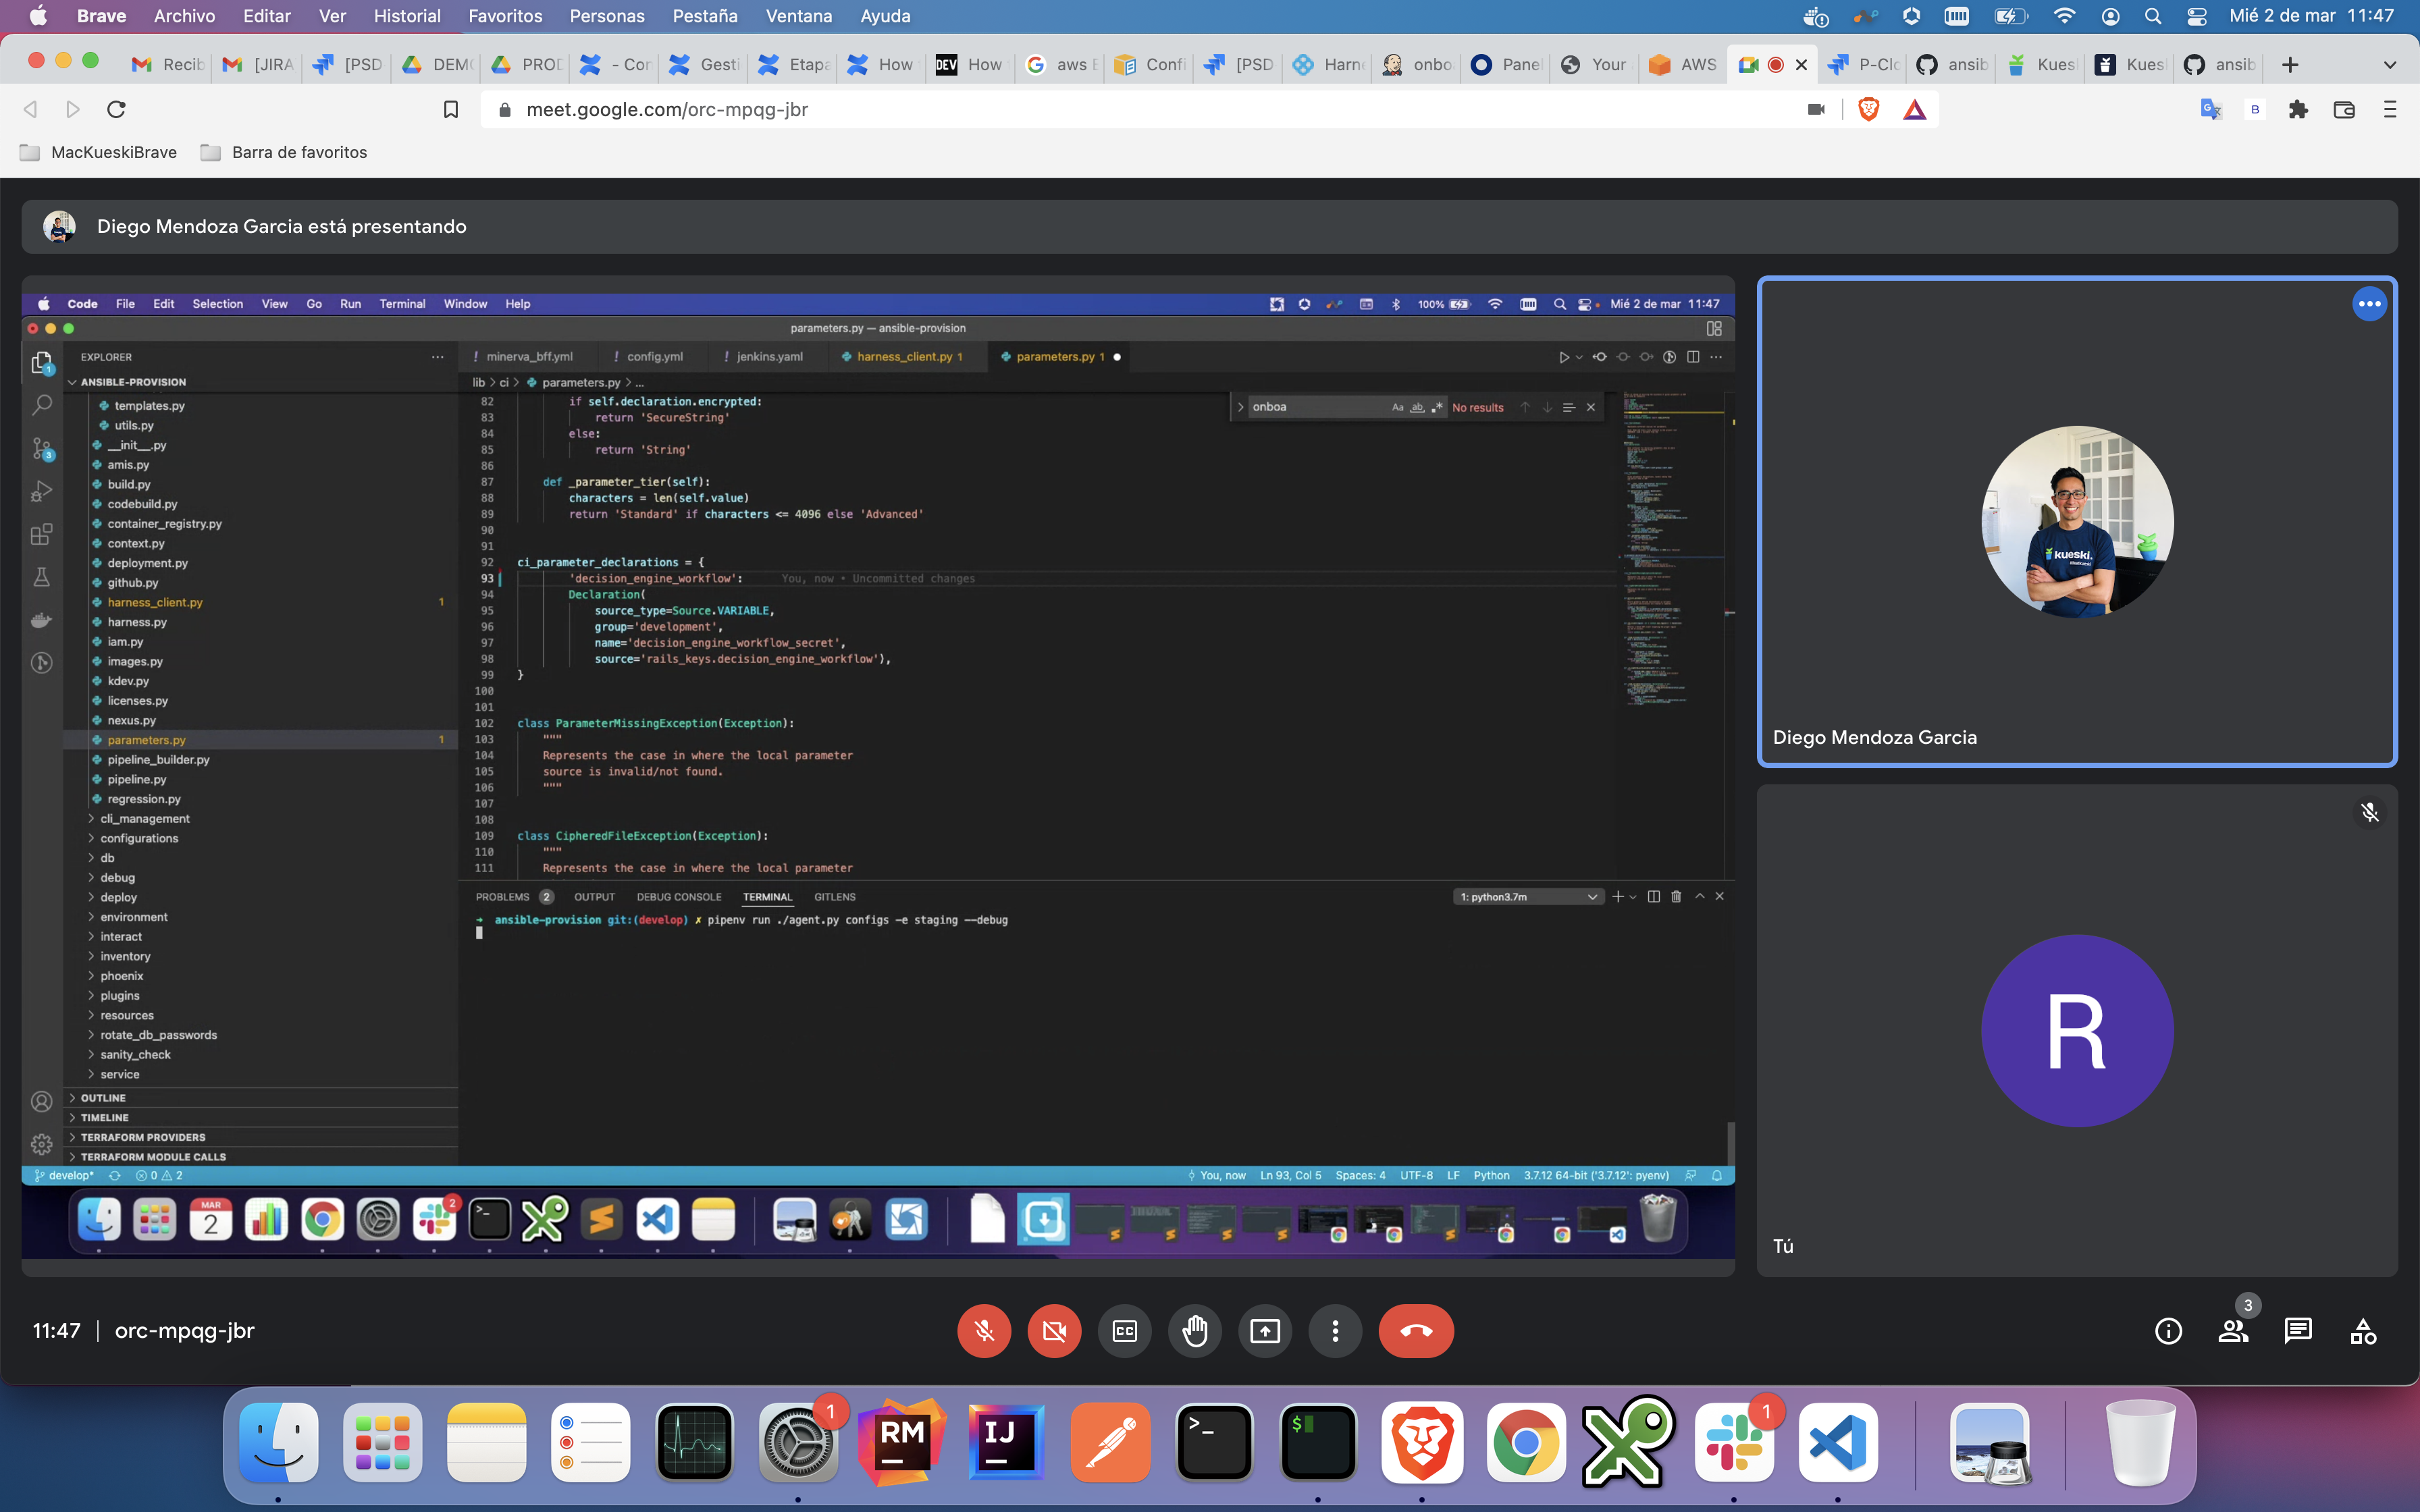 Brave Archivo Editar Ver Historial Favoritos Personas Pestaña Ventana Ayuda Mié 2 de mar 11:47
Recib [JIRA [PSD DEMO PROD - Con Gesti Etapa How DEV How aws E Confi [PSD Harne onbo Panel Your AWS P-Clo ansib Kues Kues ansib
meet.google.com/orc-mpqg-jbr
MacKueskiBrave Barra de favoritos
Diego Mendoza Garcia está presentando
Code File Edit Selection View Go Run Terminal Window Help 100% Mié 2 de mar 11:47
parameters.py — ansible-provision
EXPLORER ! minerva_bff.yml ! config.yml ! jenkins.yaml harness_client.py 1 parameters.py 1
ANSIBLE-PROVISION
lib > ci > parameters.py > ...
templates.py
utils.py
__init__.py
amis.py
build.py
codebuild.py
container_registry.py
context.py
deployment.py
github.py
harness_client.py 1
harness.py
iam.py
images.py
kdev.py
licenses.py
nexus.py
parameters.py 1
pipeline_builder.py
pipeline.py
regression.py
cli_management
configurations
db
debug
deploy
environment
interact
inventory
phoenix
plugins
resources
rotate_db_passwords
sanity_check
service
OUTLINE
TIMELINE
TERRAFORM PROVIDERS
TERRAFORM MODULE CALLS
onboa Aa ab No results
82 if self.declaration.encrypted:
83 return 'SecureString'
84 else:
85 return 'String'
86
87 def _parameter_tier(self):
88 characters = len(self.value)
89 return 'Standard' if characters <= 4096 else 'Advanced'
90
91
92 ci_parameter_declarations = {
93 'decision_engine_workflow': You, now • Uncommitted changes
94 Declaration(
95 source_type=Source.VARIABLE,
96 group='development',
97 name='decision_engine_workflow_secret',
98 source='rails_keys.decision_engine_workflow'),
99 }
100
101
102 class ParameterMissingException(Exception):
103 """
104 Represents the case in where the local parameter
105 source is invalid/not found.
106 """
107
108
109 class CipheredFileException(Exception):
110 """
111 Represents the case in where the local parameter
PROBLEMS 2 OUTPUT DEBUG CONSOLE TERMINAL GITLENS 1: python3.7m
ansible-provision git:(develop) ✗ pipenv run ./agent.py configs -e staging --debug
develop* 0 2 You, now Ln 93, Col 5 Spaces: 4 UTF-8 LF Python 3.7.12 64-bit ('3.7.12': pyenv)
MAR
2
2
kueski.
Diego Mendoza Garcia
R
Tú
11:47 | orc-mpqg-jbr
CC
3
1
RM
IJ
1